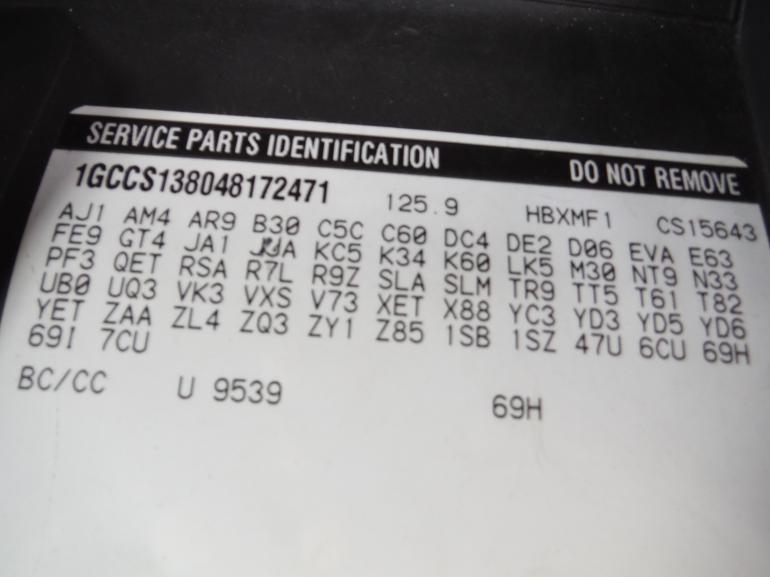 SERVICE PARTS IDENTIFICATION DO NOT REMOVE
1GCCS138048172471 125.9 HBXMF1 CS15643
AJ1 AM4 AR9 B30 C5C C60 DC4 DE2 D06 EVA E63
FE9 GT4 JA1 KC5 K34 K60 LK5 M30 NT9 N33
PF3 QET RSA R7L R9Z SLA SLM TR9 TT5 T61 T82
UB0 UQ3 VK3 VXS V73 XET X88 YC3 YD3 YD5 YD6
YET ZAA ZL4 ZQ3 ZY1 Z85 1SB 1SZ 47U 6CU 69H
69I 7CU
BC/CC U 9539 69H